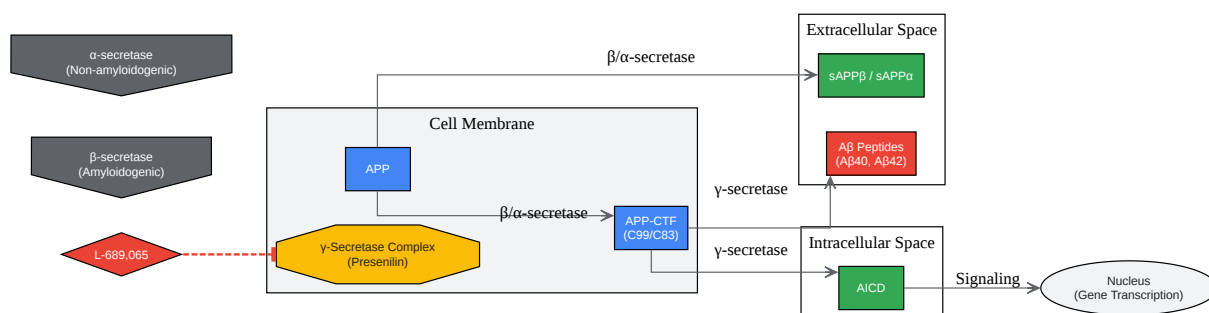 α-secretase
(Non-amyloidogenic)
β-secretase
(Amyloidogenic)
L-689,065
Cell Membrane
APP
β/α-secretase
β/α-secretase
γ-Secretase Complex
(Presenilin)
APP-CTF
(C99/C83)
γ-secretase
γ-secretase
Extracellular Space
sAPPβ / sAPPα
Aβ Peptides
(Aβ40, Aβ42)
Intracellular Space
AICD
Signaling
Nucleus
(Gene Transcription)